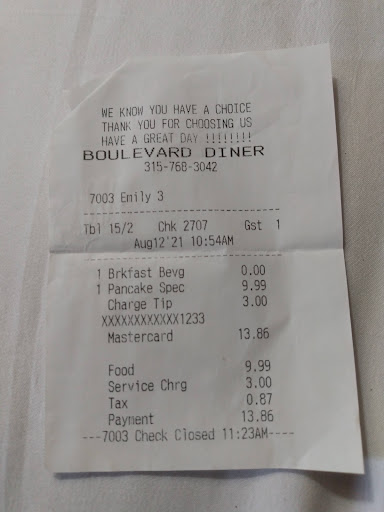 WE KNOW YOU HAVE A CHOICE
THANK YOU FOR CHOOSING US
HAVE A GREAT DAY !!!!!!!!
BOULEVARD DINER
315-768-3042
7003 Emily 3
Tbl 15/2 Chk 2707 Gst 1
Aug12'21 10:54AM
1 Brkfast Bevg 0.00
1 Pancake Spec 9.99
Charge Tip 3.00
XXXXXXXXXXXX1233
Mastercard 13.86
Food 9.99
Service Chrg 3.00
Tax 0.87
Payment 13.86
---7003 Check Closed 11:23AM----